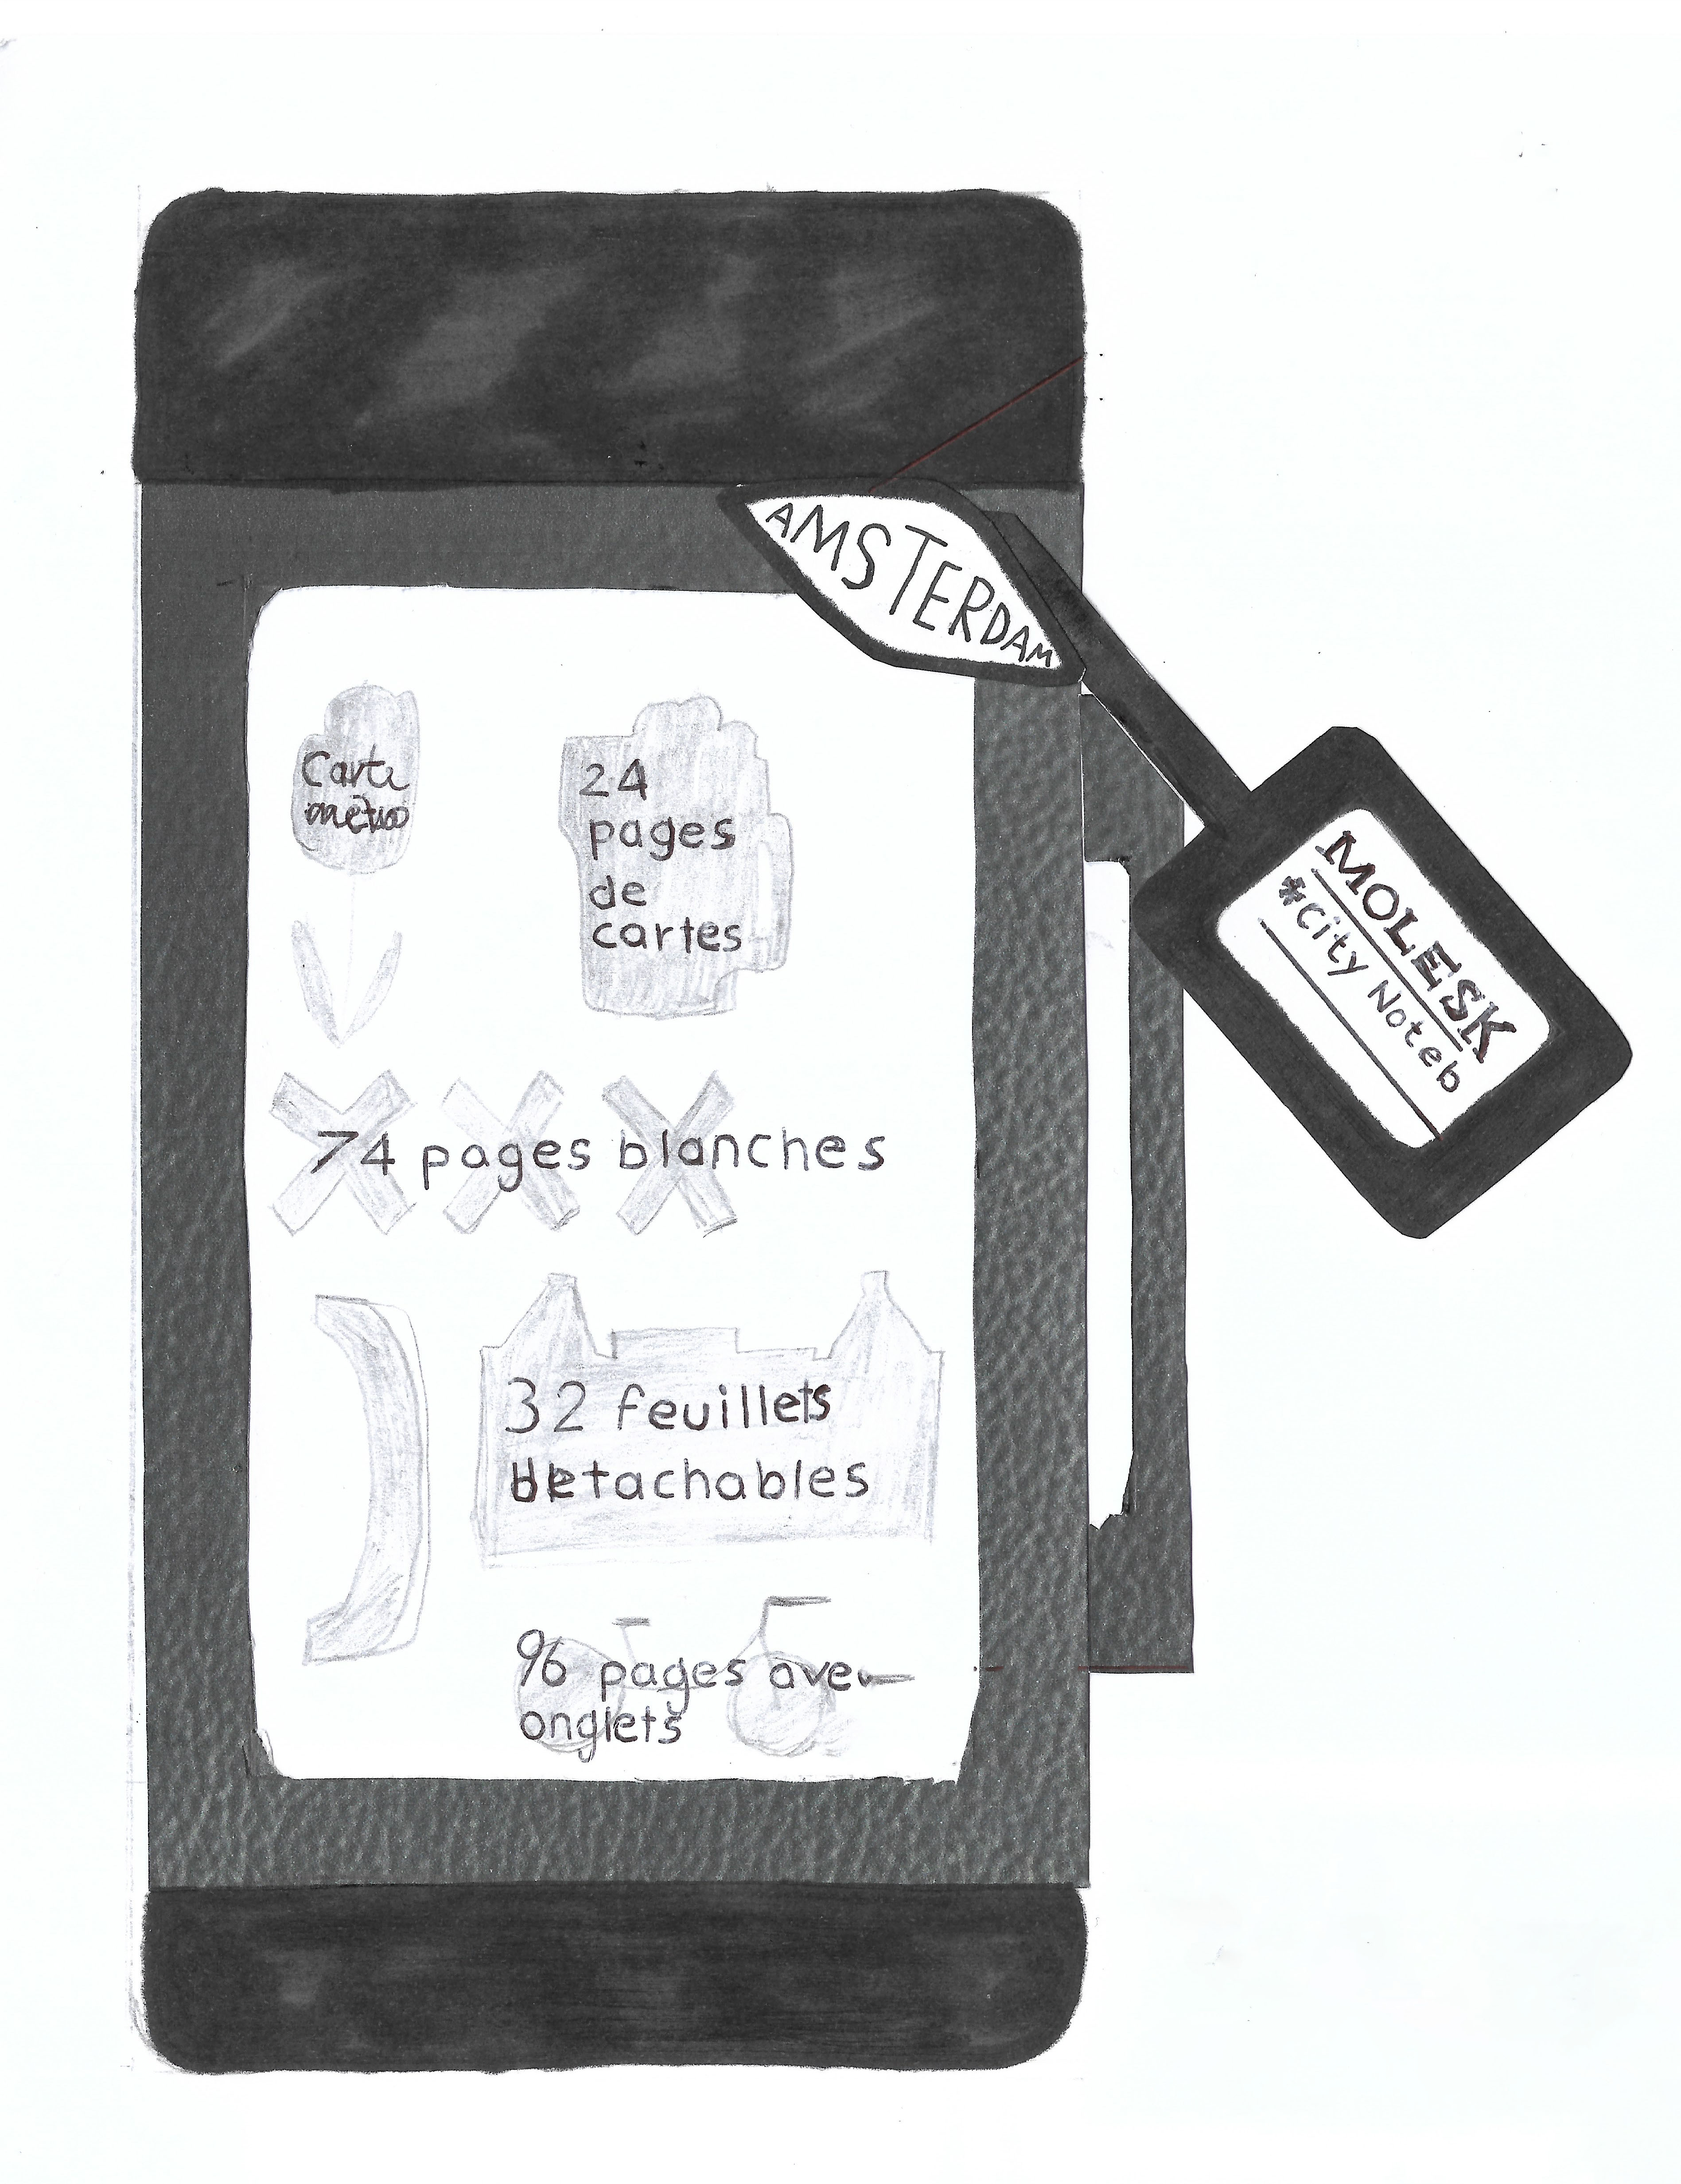 AMSTERDAM
MOLESK
*City Noteb
Carte
métro
24
pages
de
cartes
74 pages blanches
32 feuillets
detachables
96 pages avec
onglets